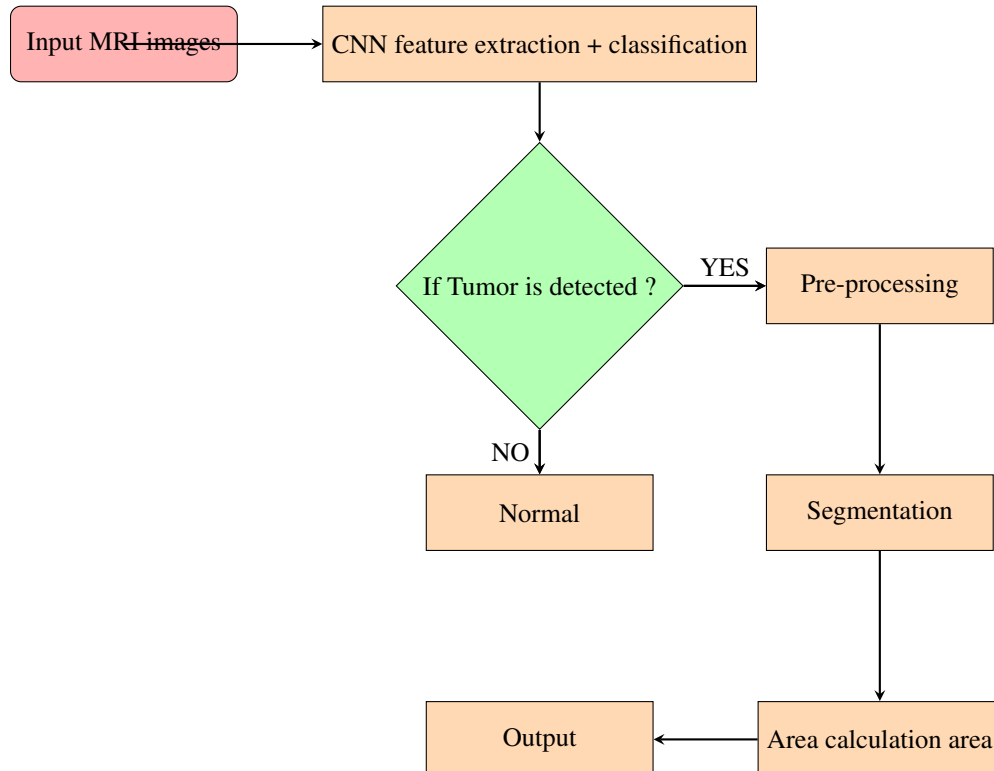 Input MRI images
CNN feature extraction + classification
If Tumor is detected ?
YES
Pre-processing
NO
Normal
Segmentation
Output
Area calculation area